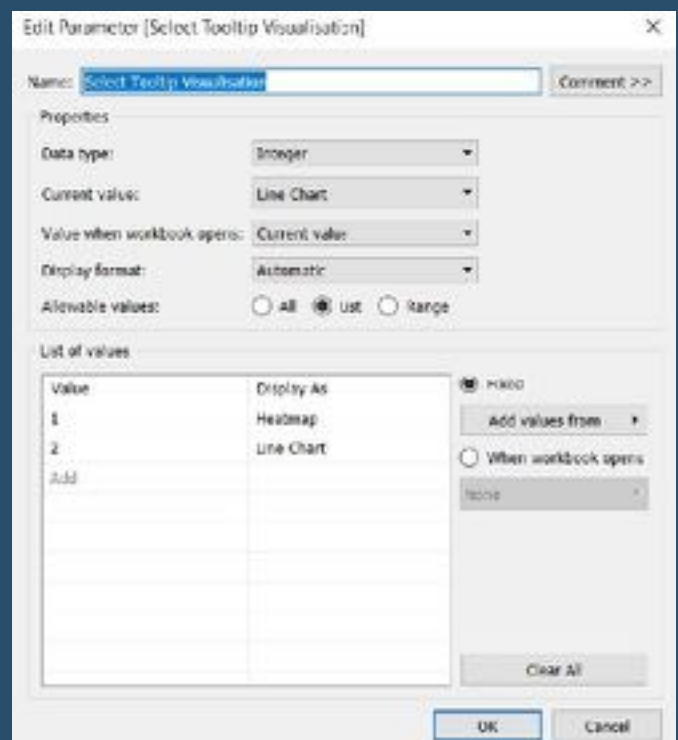 Edit Parameter [Select Tooltip Visualisation]
Name: Select Tooltip Visualisation Comment >>
Properties
Data type: Integer
Current value: Line Chart
Value when workbook opens: Current value
Display format: Automatic
Allowable values: All List Range
List of values
Value Display As Fixed
1 Heatmap Add values from
2 Line Chart When workbook opens
Add None
Clear All
OK Cancel